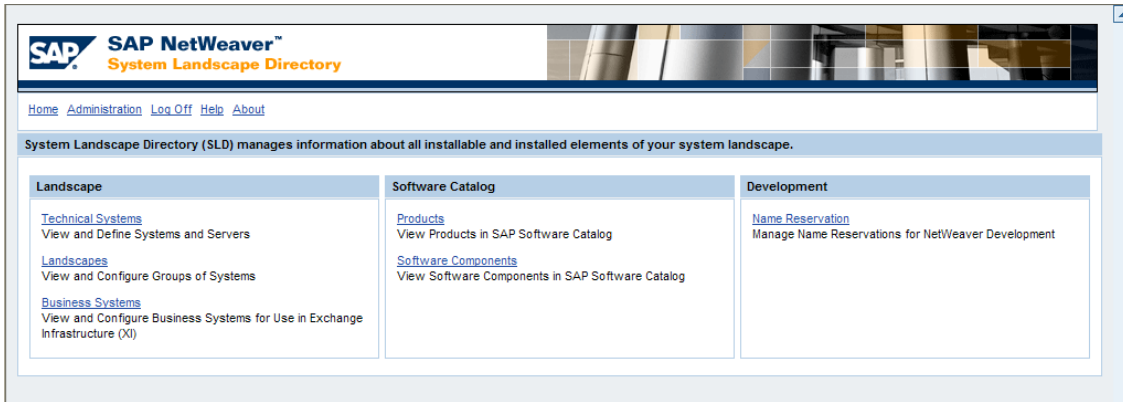 SAP
SAP NetWeaver™
System Landscape Directory
Home Administration Log Off Help About
System Landscape Directory (SLD) manages information about all installable and installed elements of your system landscape.
Landscape
Technical Systems
View and Define Systems and Servers
Landscapes
View and Configure Groups of Systems
Business Systems
View and Configure Business Systems for Use in Exchange
Infrastructure (XI)
Software Catalog
Products
View Products in SAP Software Catalog
Software Components
View Software Components in SAP Software Catalog
Development
Name Reservation
Manage Name Reservations for NetWeaver Development